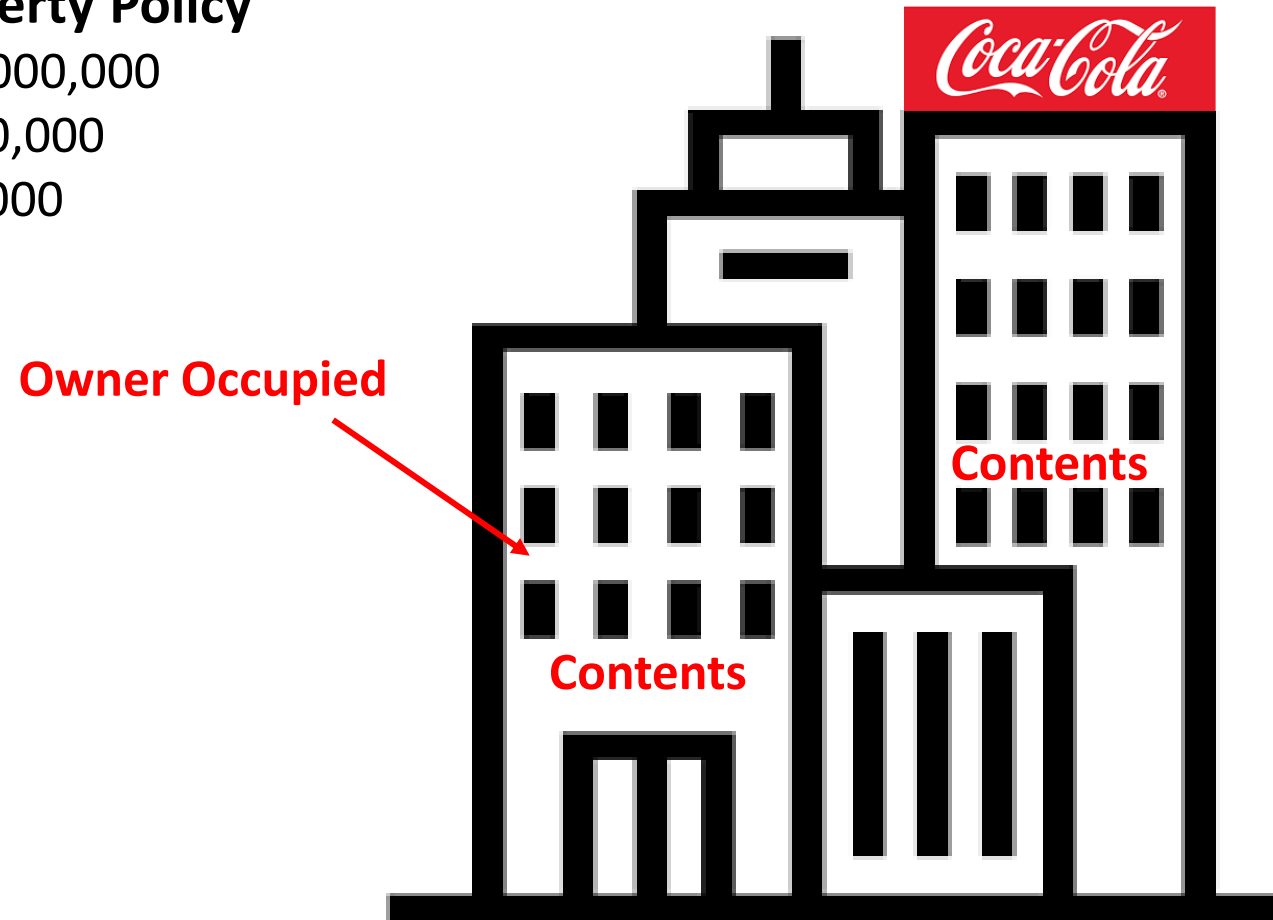 erty Policy
000,000
0,000
000
Coca-Cola®
Owner Occupied
Contents
Contents